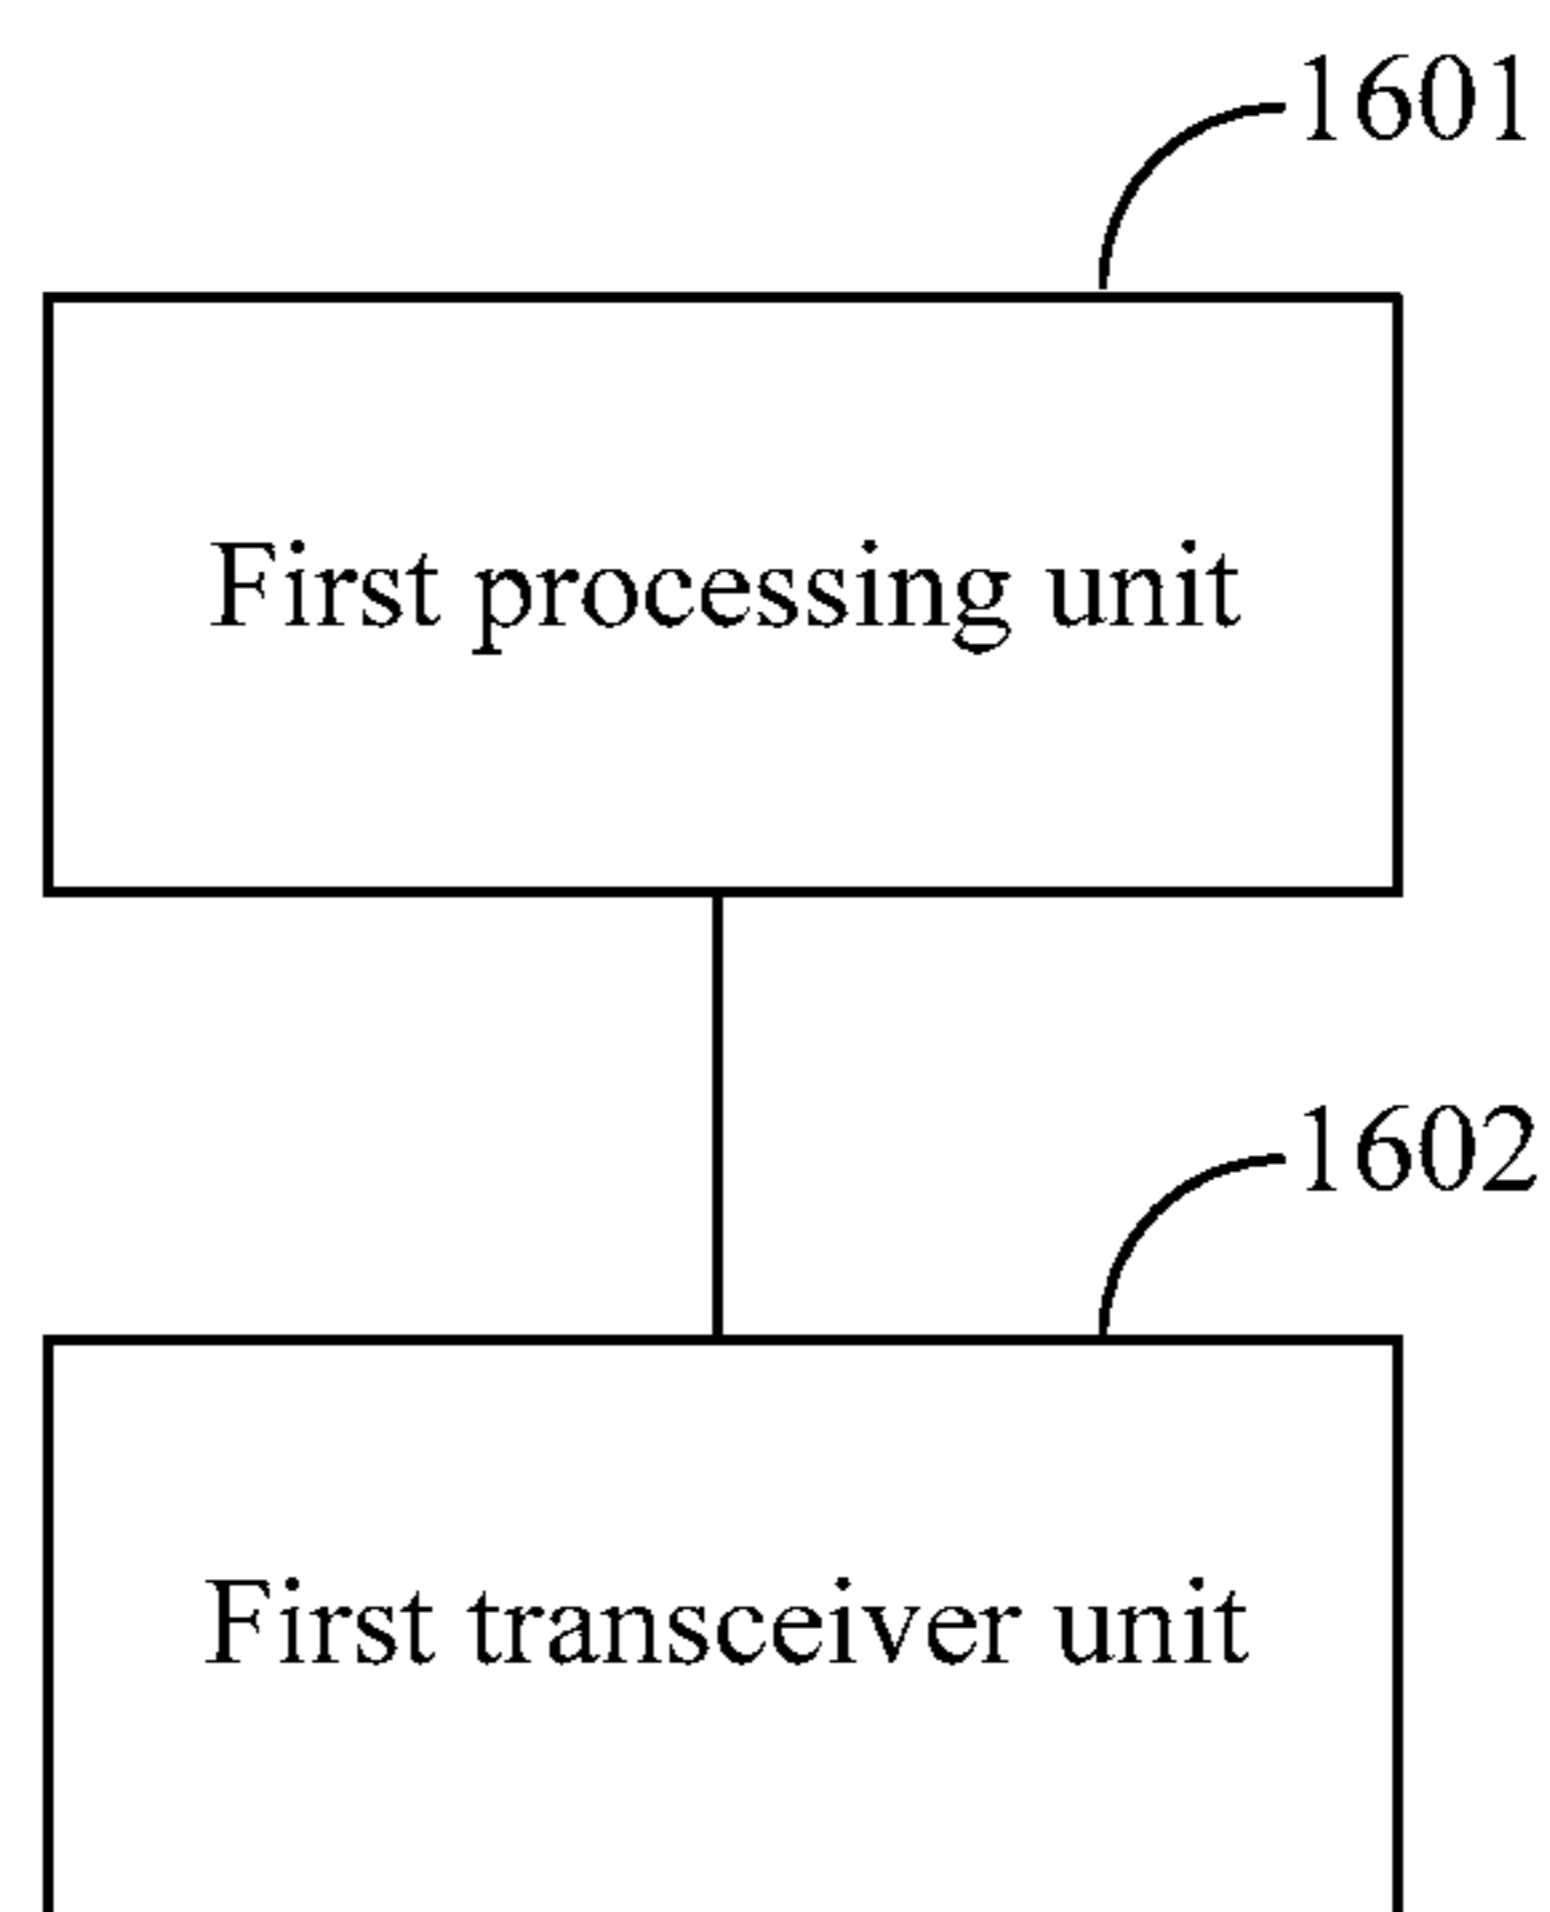 1601
First processing unit
1602
First transceiver unit